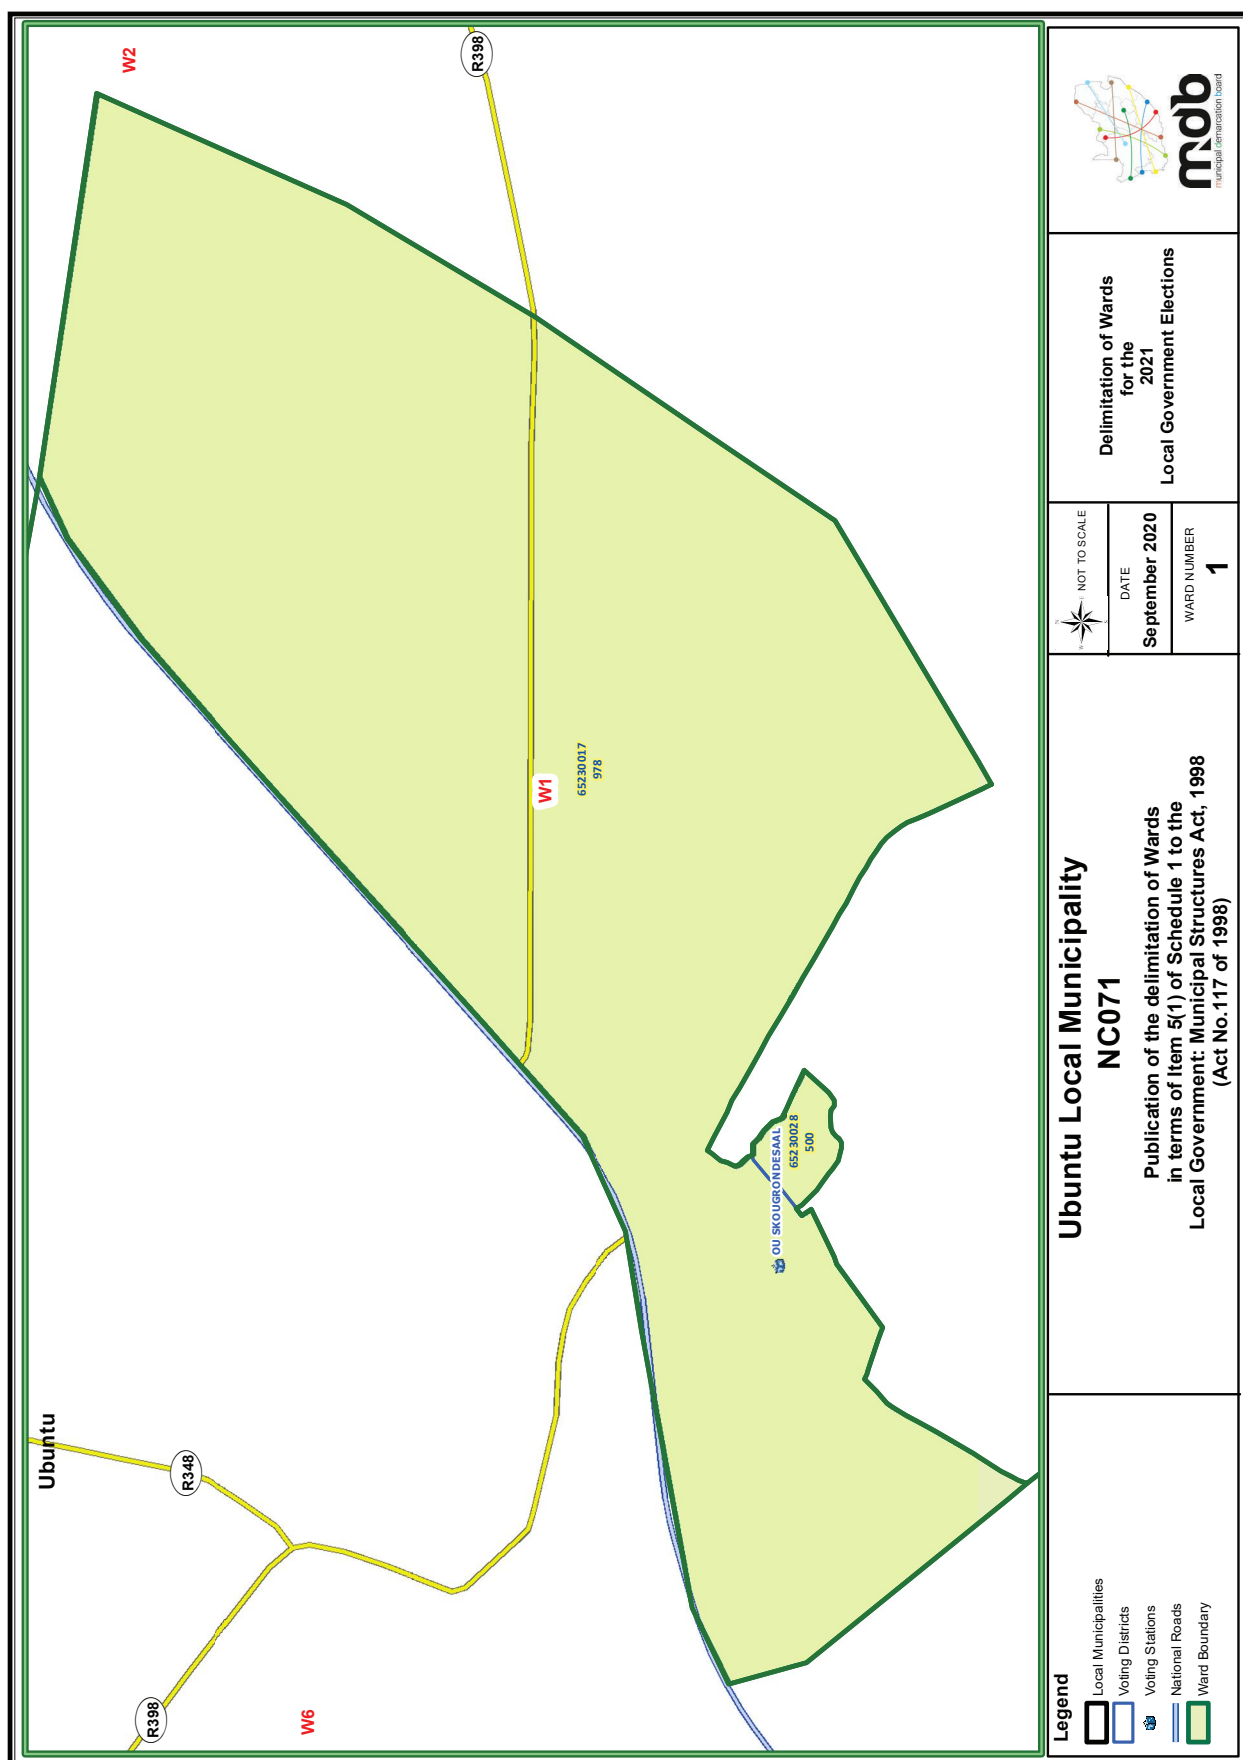 Ubuntu
W2
R398
R348
R398
W6
W1
65230017
978
OU SKOUGRONDESAAL
65230028
500
Legend
Local Municipalities
Voting Districts
Voting Stations
National Roads
Ward Boundary
Ubuntu Local Municipality
NC071
Publication of the delimitation of Wards
in terms of Item 5(1) of Schedule 1 to the
Local Government: Municipal Structures Act, 1998
(Act No.117 of 1998)
N
W
NOT TO SCALE
DATE
September 2020
WARD NUMBER
1
Delimitation of Wards
for the
2021
Local Government Elections
mdb
municipal demarcation board